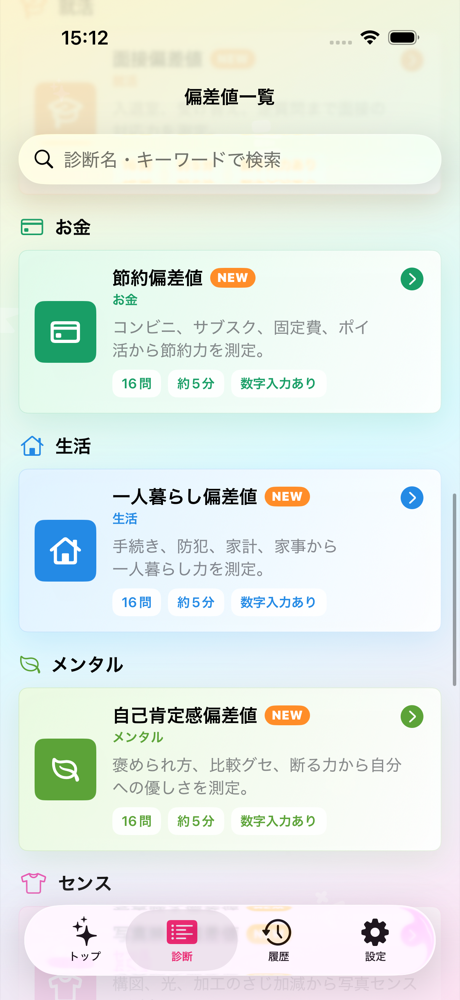 15:12
就活
面接偏差値 NEW
偏差値一覧
診断名・キーワードで検索
お金
節約偏差値 NEW
お金
コンビニ、サブスク、固定費、ポイ
活から節約力を測定。
16問 約5分 数字入力あり
生活
一人暮らし偏差値 NEW
生活
手続き、防犯、家計、家事から
一人暮らし力を測定。
16問 約5分 数字入力あり
メンタル
自己肯定感偏差値 NEW
メンタル
褒められ方、比較グセ、断る力から自分
への優しさを測定。
16問 約5分 数字入力あり
センス
トップ 診断 履歴 設定
構図、光、加工のさじ加減から写真センス